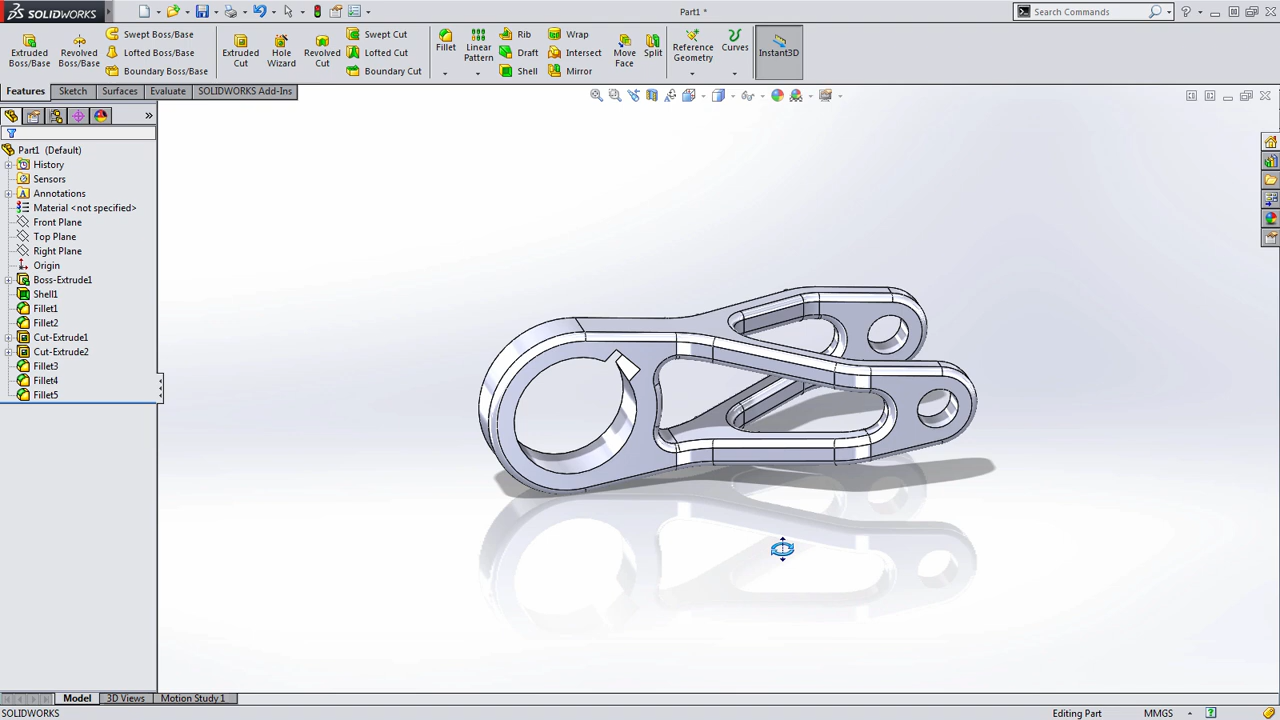 SOLIDWORKS
Part1 *
Search Commands
Extruded Boss/Base
Revolved Boss/Base
Swept Boss/Base
Lofted Boss/Base
Boundary Boss/Base
Extruded Cut
Hole Wizard
Revolved Cut
Swept Cut
Lofted Cut
Boundary Cut
Fillet
Linear Pattern
Rib
Draft
Shell
Wrap
Intersect
Mirror
Move Face
Split
Reference Geometry
Curves
Instant3D
Features
Sketch
Surfaces
Evaluate
SOLIDWORKS Add-Ins
Part1 (Default)
History
Sensors
Annotations
Material <not specified>
Front Plane
Top Plane
Right Plane
Origin
Boss-Extrude1
Shell1
Fillet1
Fillet2
Cut-Extrude1
Cut-Extrude2
Fillet3
Fillet4
Fillet5
Model
3D Views
Motion Study 1
SOLIDWORKS
Editing Part
MMGS